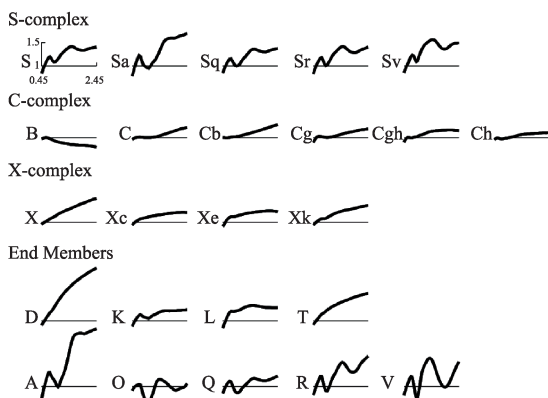 S-complex
1.5
S 1 Sa Sq Sr Sv
0.45 2.45
C-complex
B C Cb Cg Cgh Ch
X-complex
X Xc Xe Xk
End Members
D K L T
A O Q R V